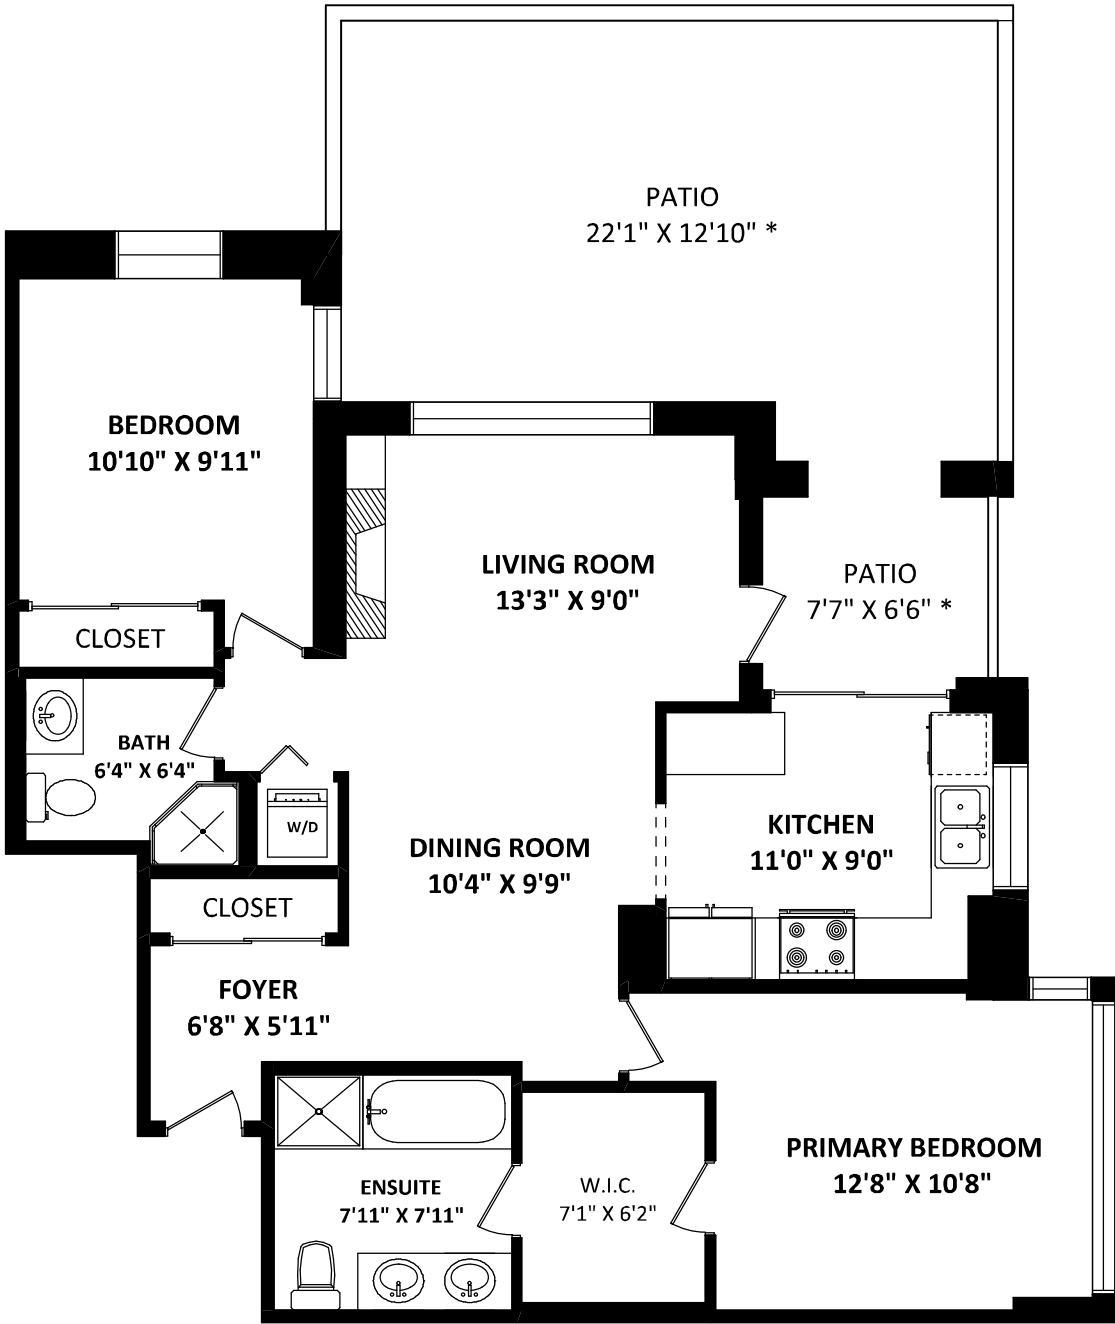 PATIO
22'1" X 12'10" *
BEDROOM
10'10" X 9'11"
LIVING ROOM
13'3" X 9'0"
PATIO
7'7" X 6'6" *
CLOSET
BATH
6'4" X 6'4"
W/D
KITCHEN
11'0" X 9'0"
DINING ROOM
10'4" X 9'9"
CLOSET
FOYER
6'8" X 5'11"
PRIMARY BEDROOM
12'8" X 10'8"
ENSUITE
7'11" X 7'11"
W.I.C.
7'1" X 6'2"